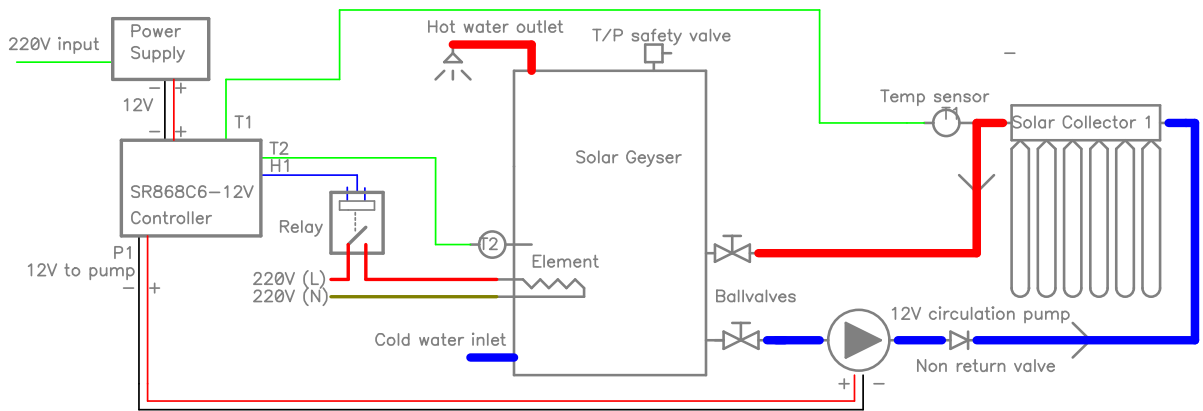 Hot water outlet
T/P safety valve
220V input
Power
Supply
− +
12V
− +
T1
T2
H1
SR868C6-12V
Controller
Relay
P1
12V to pump
− +
220V (L)
220V (N)
T2
Element
Cold water inlet
Solar Geyser
Temp sensor
T1
Solar Collector 1
Ballvalves
12V circulation pump
Non return valve
+ −